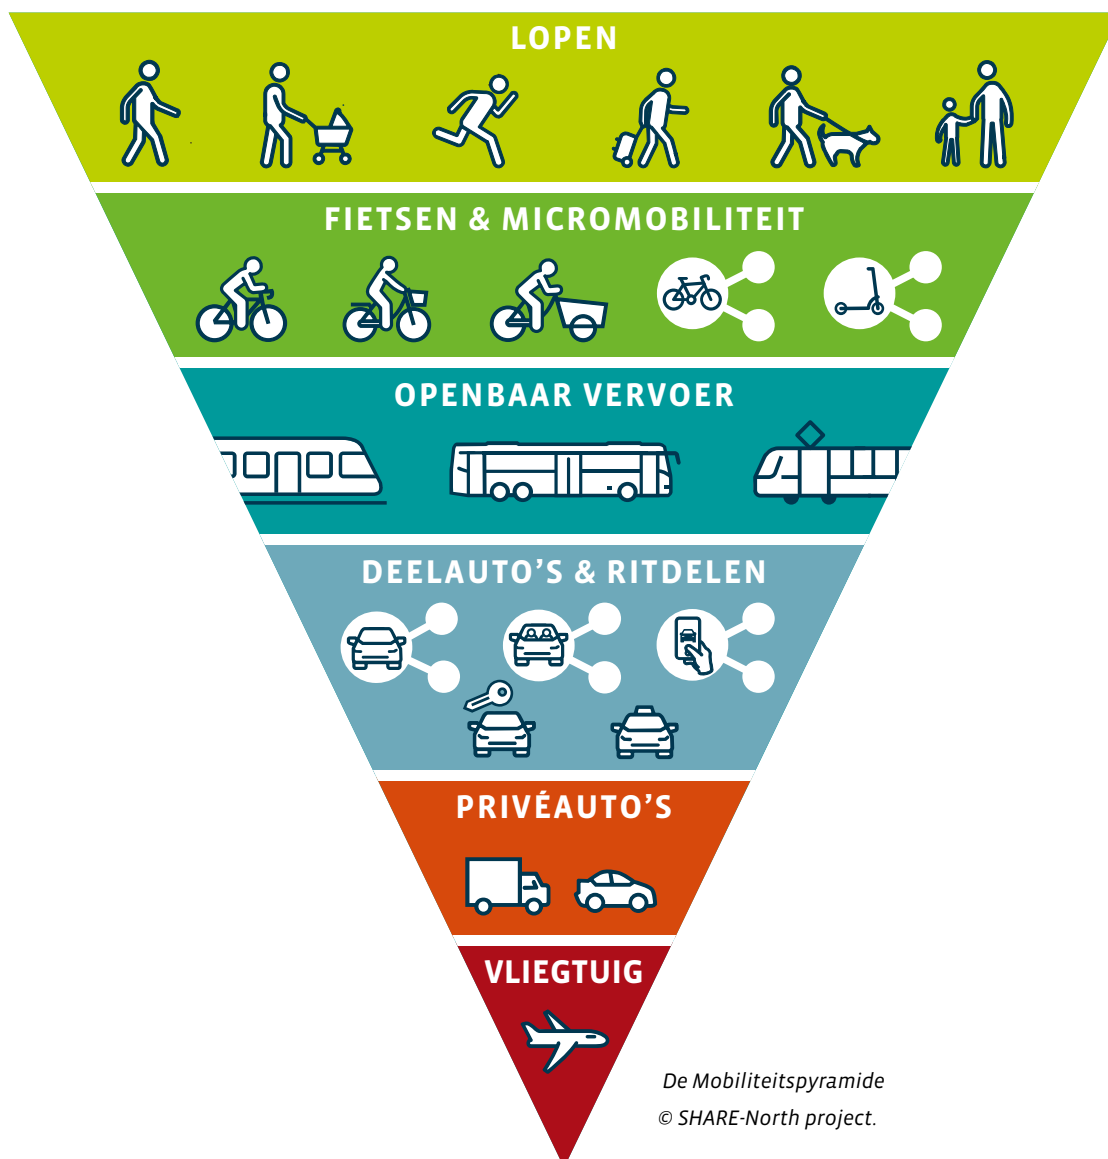 LOPEN
FIETSEN & MICROMOBILITEIT
OPENBAAR VERVOER
DEELAUTO’S & RITDELEN
PRIVÉAUTO’S
VLIEGTUIG
De Mobiliteitspyramide
© SHARE-North project.